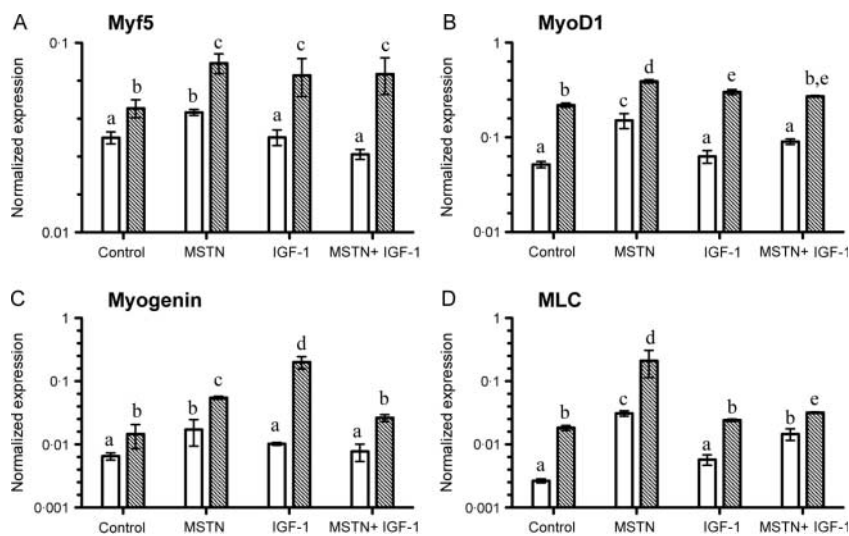 A Myf5
Normalized expression
0·1
0.01
a b b c a c a c
Control MSTN IGF-1 MSTN+ IGF-1
B MyoD1
Normalized expression
1
0·1
0·01
a b c d a e a b,e
Control MSTN IGF-1 MSTN+ IGF-1
C Myogenin
Normalized expression
1
0·1
0·01
0·001
a b b c a d a b
Control MSTN IGF-1 MSTN+ IGF-1
D MLC
Normalized expression
1
0·1
0·01
0·001
a b c d a b b e
Control MSTN IGF-1 MSTN+ IGF-1